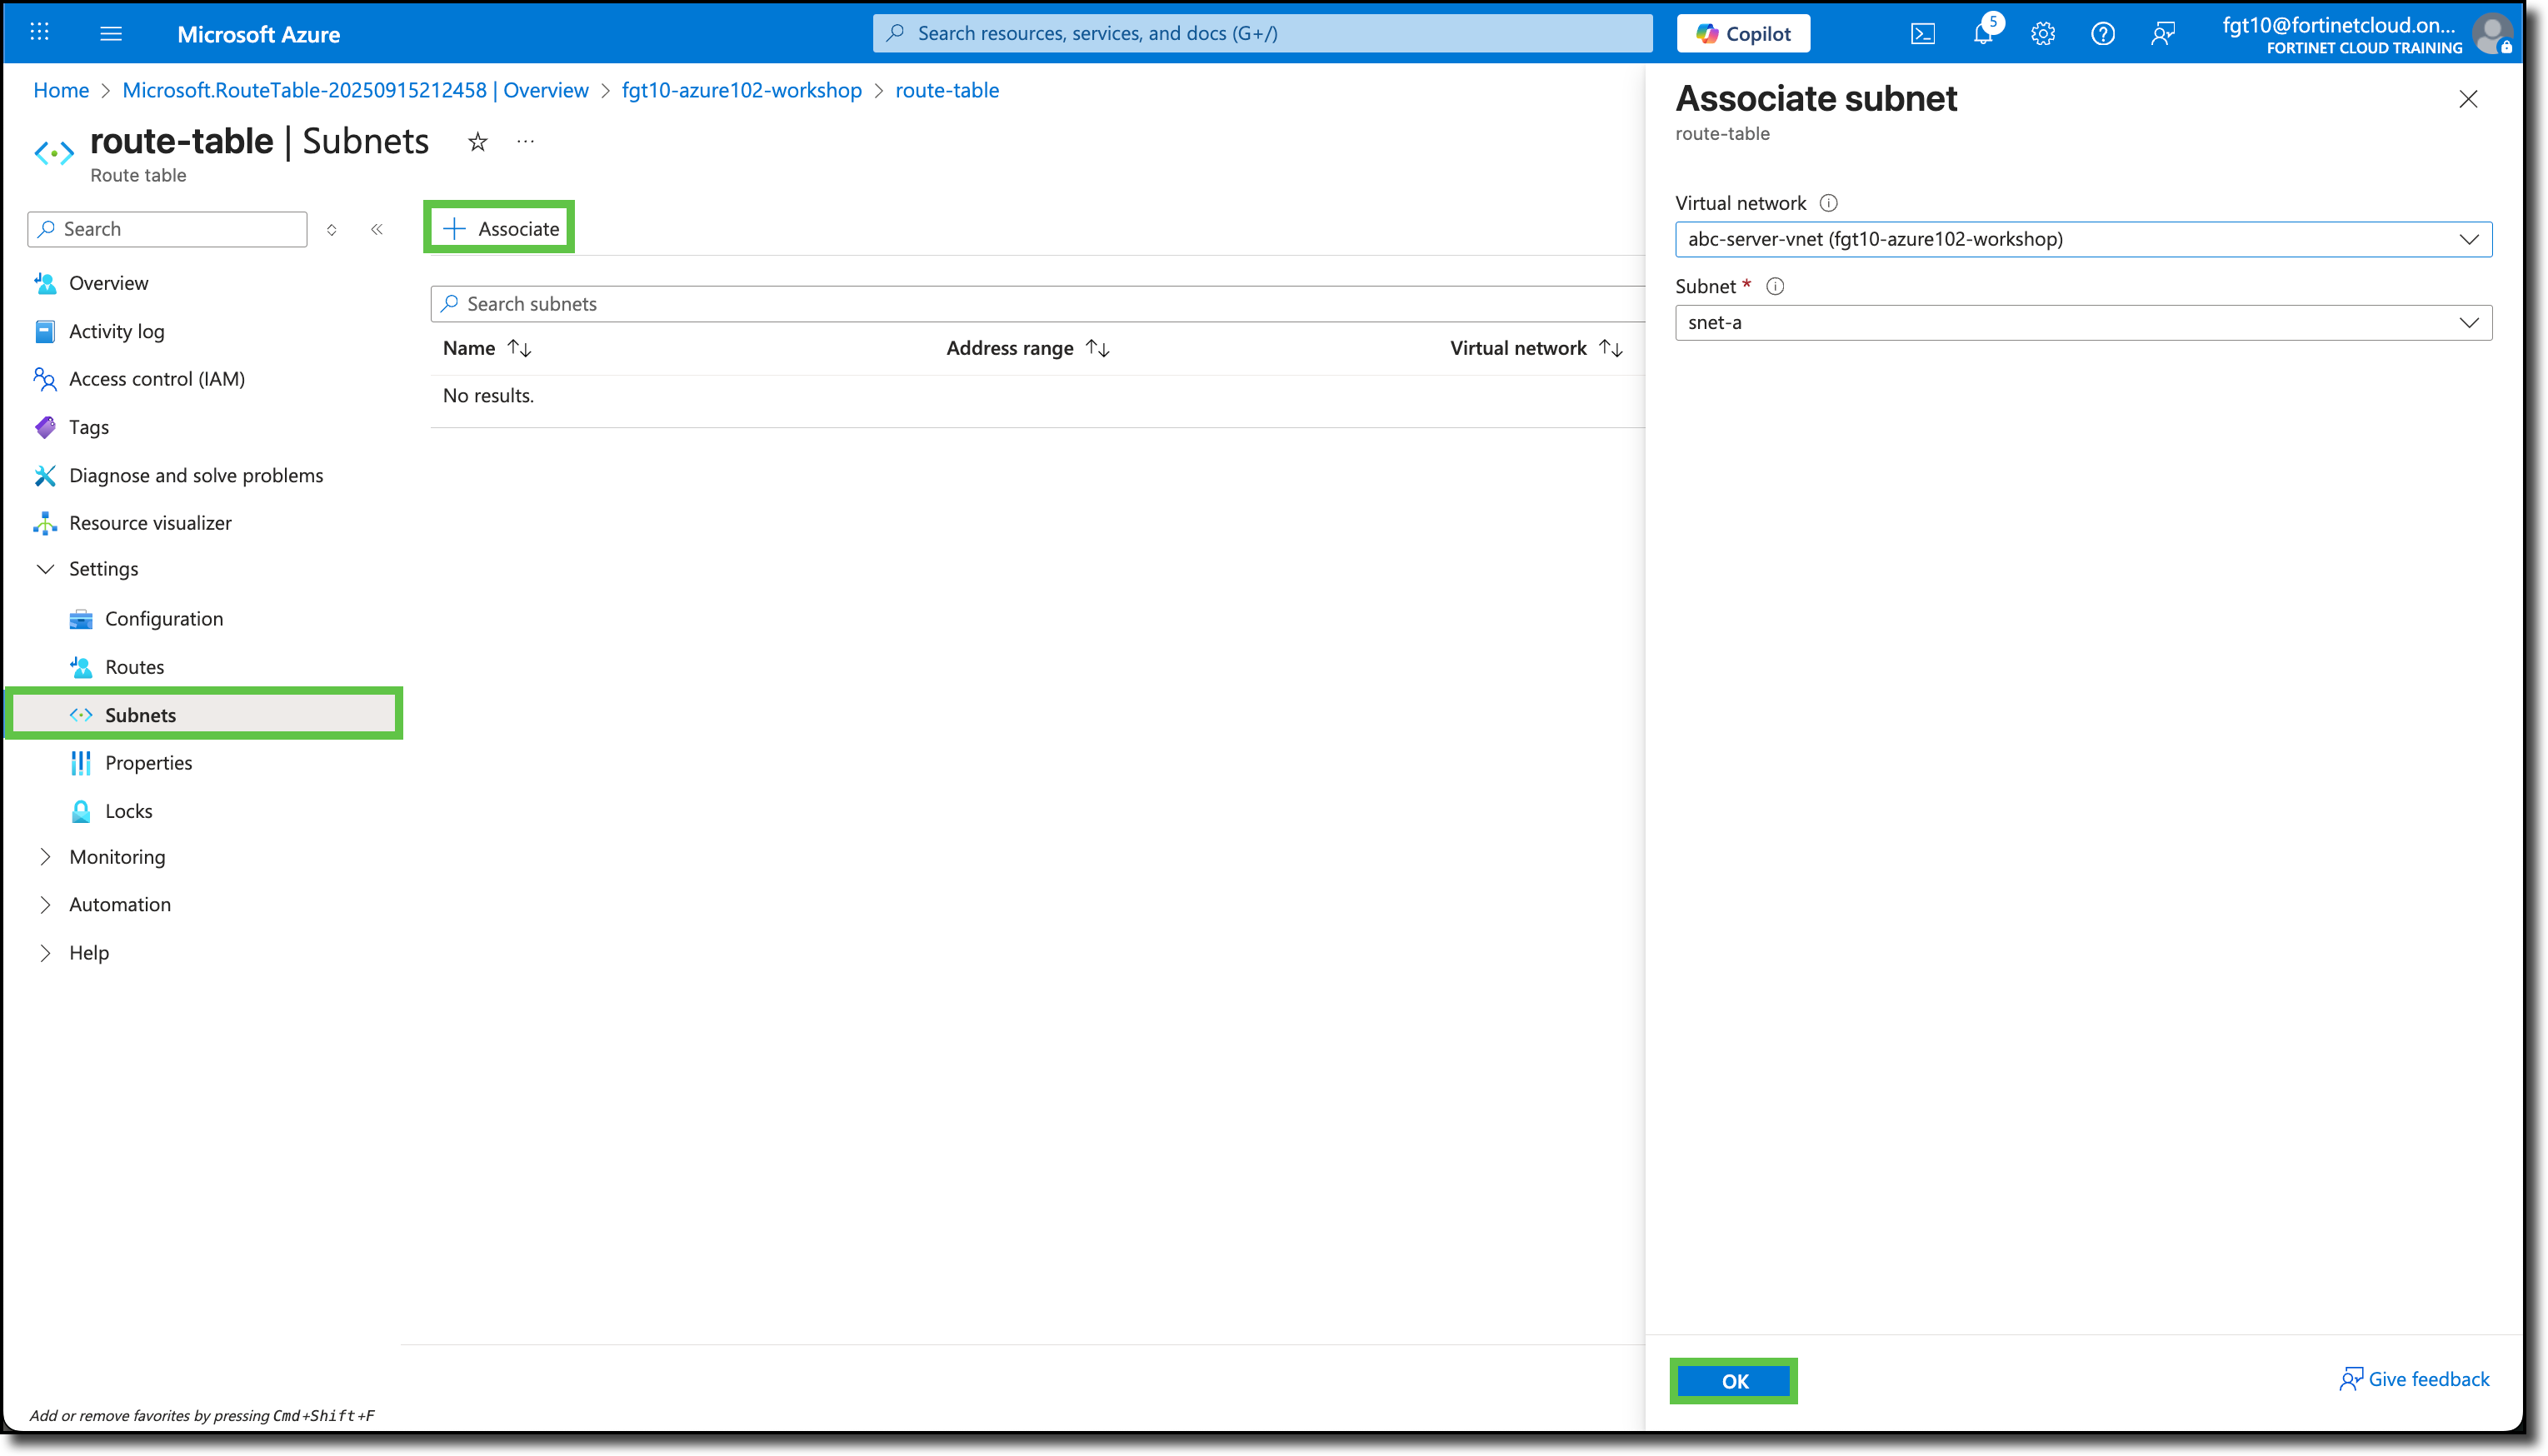 Microsoft Azure
Search resources, services, and docs (G+/)
Copilot
5
fgt10@fortinetcloud.on...
FORTINET CLOUD TRAINING
Home > Microsoft.RouteTable-20250915212458 | Overview > fgt10-azure102-workshop > route-table
route-table | Subnets
Route table
Search
Overview
Activity log
Access control (IAM)
Tags
Diagnose and solve problems
Resource visualizer
Settings
Configuration
Routes
Subnets
Properties
Locks
Monitoring
Automation
Help
Add or remove favorites by pressing Cmd+Shift+F
Associate
Search subnets
Name Address range Virtual network
No results.
Associate subnet
route-table
Virtual network
abc-server-vnet (fgt10-azure102-workshop)
Subnet *
snet-a
OK
Give feedback